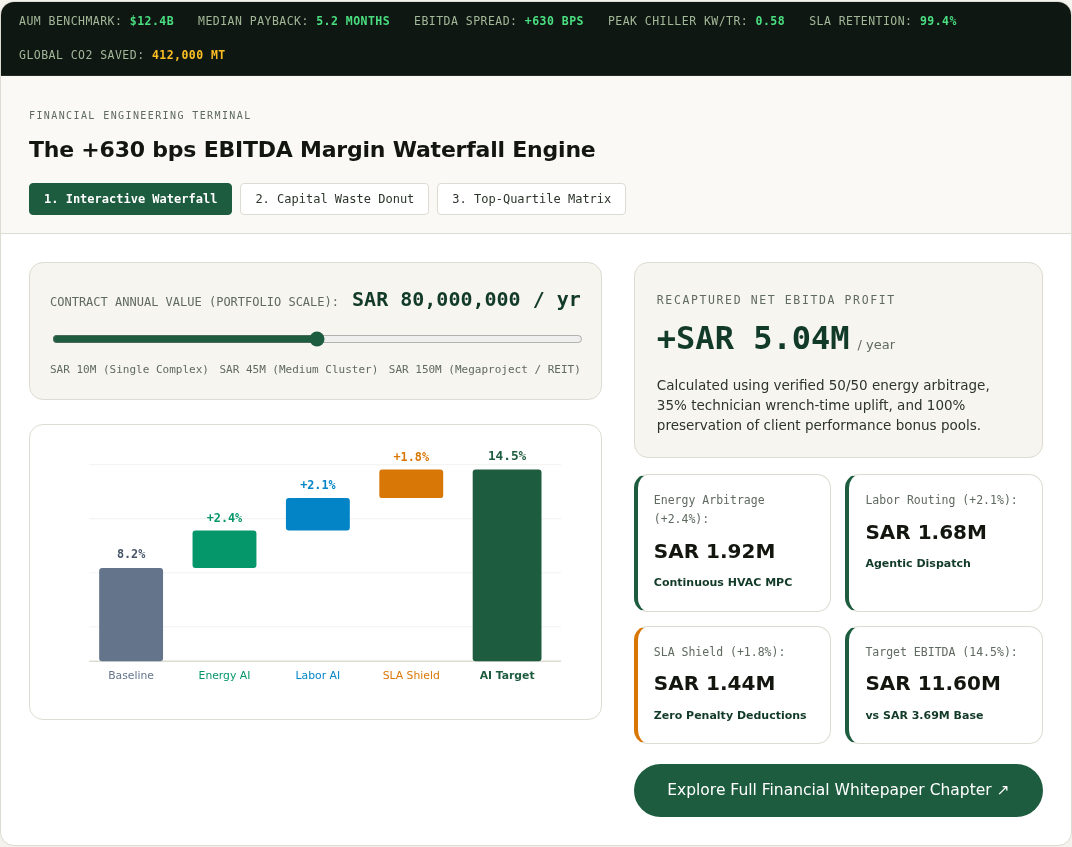 AUM BENCHMARK: $12.4B MEDIAN PAYBACK: 5.2 MONTHS EBITDA SPREAD: +630 BPS PEAK CHILLER KW/TR: 0.58 SLA RETENTION: 99.4%
GLOBAL CO2 SAVED: 412,000 MT
FINANCIAL ENGINEERING TERMINAL
The +630 bps EBITDA Margin Waterfall Engine
1. Interactive Waterfall 2. Capital Waste Donut 3. Top-Quartile Matrix
CONTRACT ANNUAL VALUE (PORTFOLIO SCALE): SAR 80,000,000 / yr
SAR 10M (Single Complex) SAR 45M (Medium Cluster) SAR 150M (Megaproject / REIT)
8.2%
+2.4%
+2.1%
+1.8%
14.5%
Baseline Energy AI Labor AI SLA Shield AI Target
RECAPTURED NET EBITDA PROFIT
+SAR 5.04M / year
Calculated using verified 50/50 energy arbitrage,
35% technician wrench-time uplift, and 100%
preservation of client performance bonus pools.
Energy Arbitrage
(+2.4%):
SAR 1.92M
Continuous HVAC MPC
Labor Routing (+2.1%):
SAR 1.68M
Agentic Dispatch
SLA Shield (+1.8%):
SAR 1.44M
Zero Penalty Deductions
Target EBITDA (14.5%):
SAR 11.60M
vs SAR 3.69M Base
Explore Full Financial Whitepaper Chapter ↗